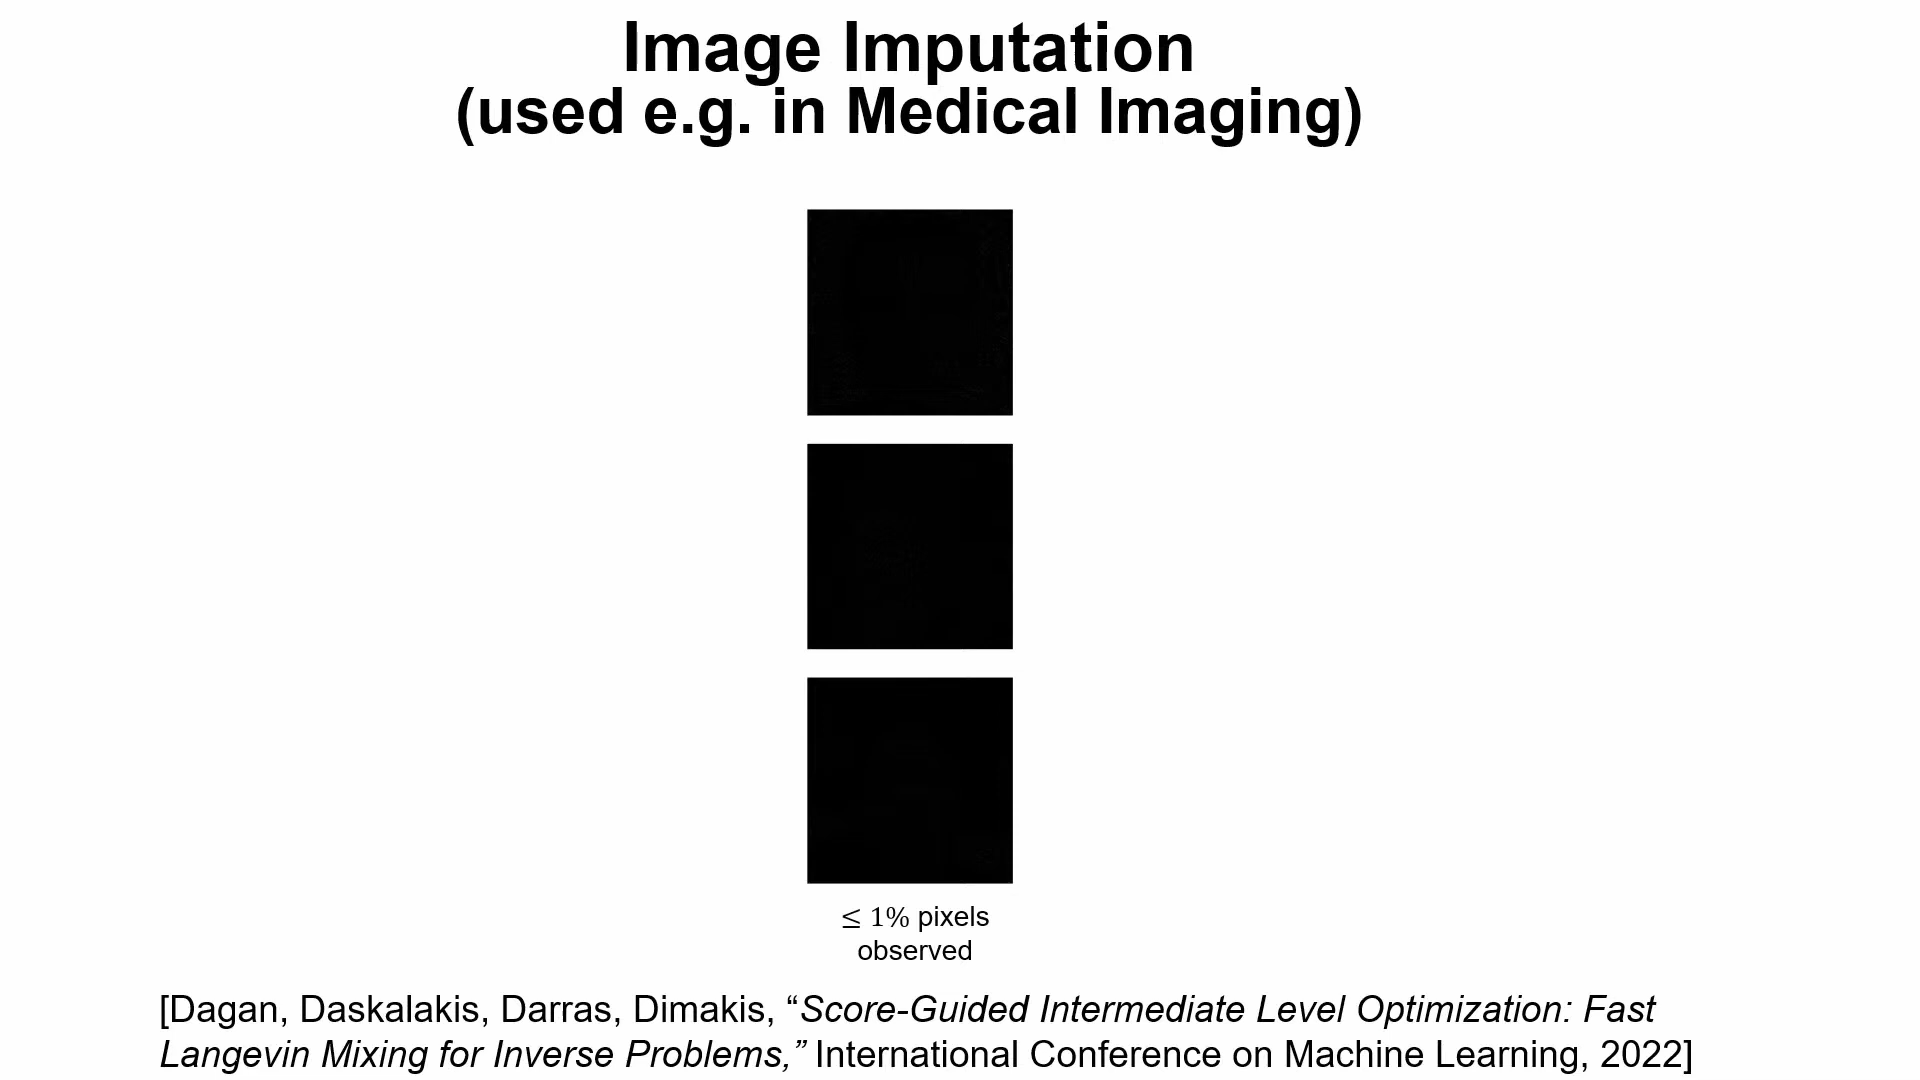 Image Imputation
(used e.g. in Medical Imaging)
≤ 1% pixels
observed
[Dagan, Daskalakis, Darras, Dimakis, “Score-Guided Intermediate Level Optimization: Fast
Langevin Mixing for Inverse Problems,” International Conference on Machine Learning, 2022]